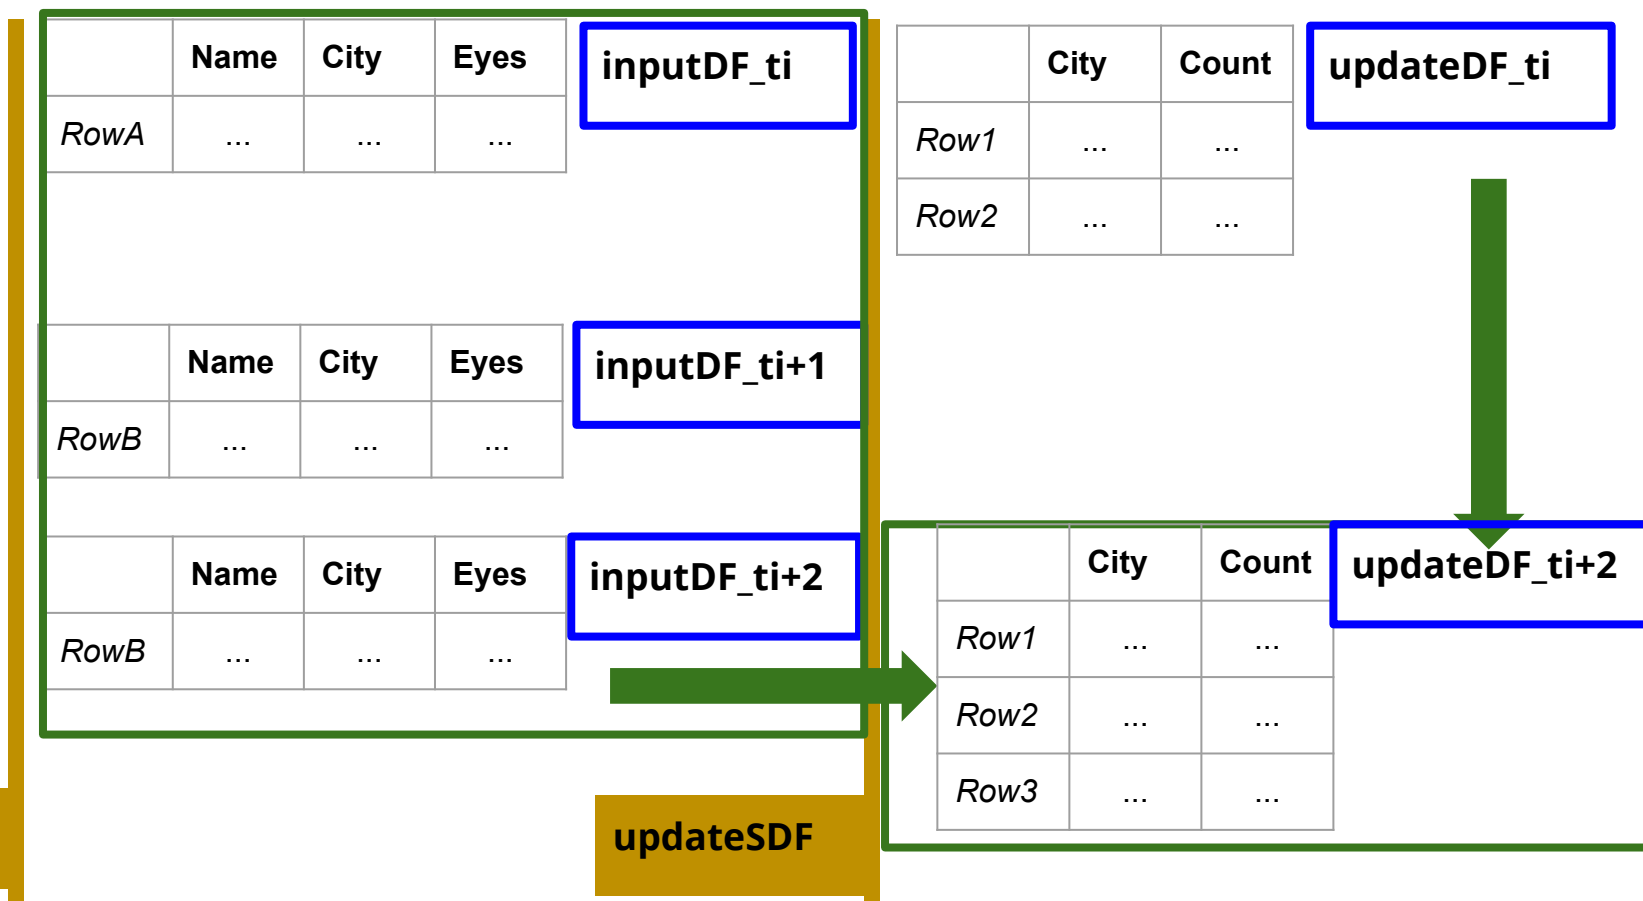 Name City Eyes inputDF_ti
RowA ... ... ...
City Count updateDF_ti
Row1 ... ...
Row2 ... ...
Name City Eyes inputDF_ti+1
RowB ... ... ...
Name City Eyes inputDF_ti+2
RowB ... ... ...
City Count updateDF_ti+2
Row1 ... ...
Row2 ... ...
Row3 ... ...
updateSDF